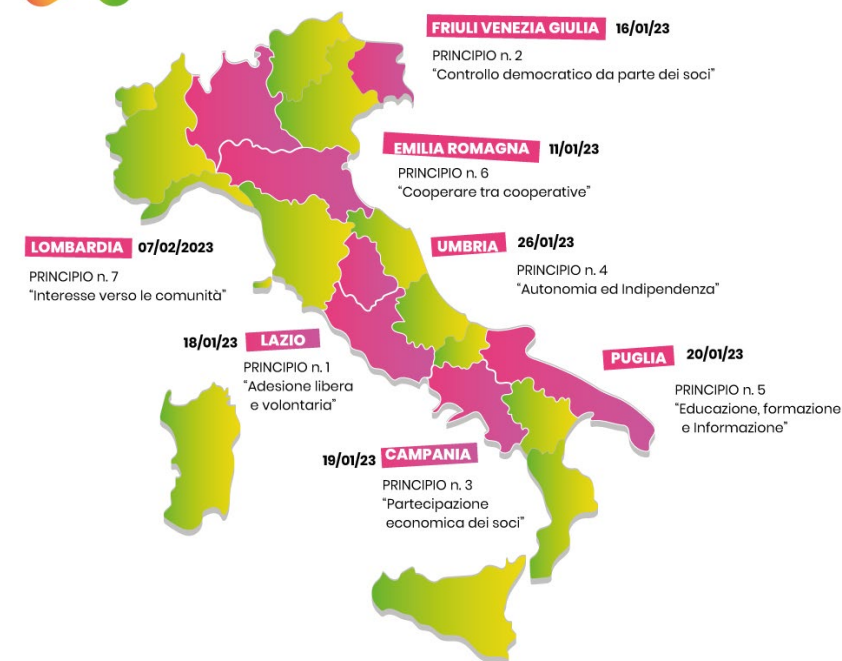 FRIULI VENEZIA GIULIA 16/01/23
PRINCIPIO n. 2
“Controllo democratico da parte dei soci”
EMILIA ROMAGNA 11/01/23
PRINCIPIO n. 6
“Cooperare tra cooperative”
LOMBARDIA 07/02/2023
PRINCIPIO n. 7
“Interesse verso le comunità”
UMBRIA 26/01/23
PRINCIPIO n. 4
“Autonomia ed Indipendenza”
18/01/23 LAZIO
PRINCIPIO n. 1
“Adesione libera
e volontaria”
PUGLIA 20/01/23
PRINCIPIO n. 5
“Educazione, formazione
e Informazione”
19/01/23 CAMPANIA
PRINCIPIO n. 3
“Partecipazione
economica dei soci”